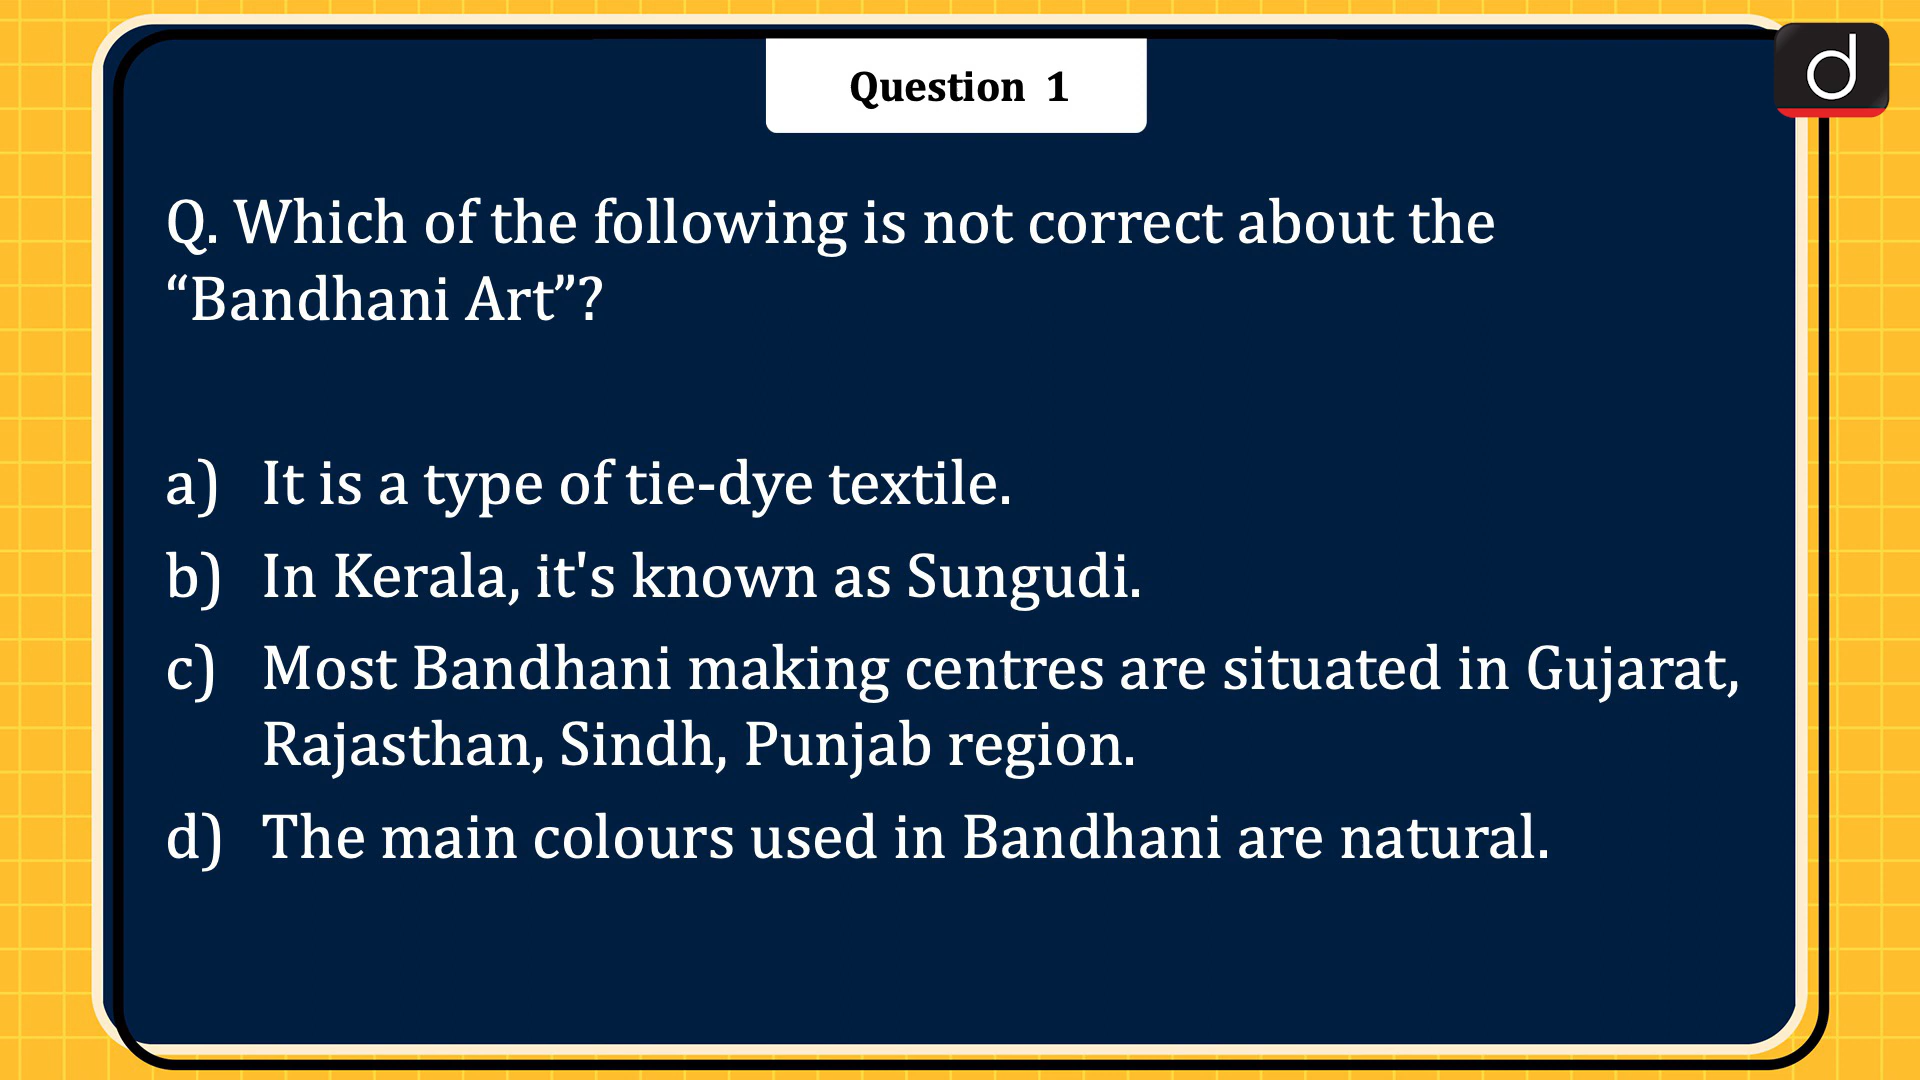 Question 1
d
Q. Which of the following is not correct about the
“Bandhani Art”?
a) It is a type of tie-dye textile.
b) In Kerala, it's known as Sungudi.
c) Most Bandhani making centres are situated in Gujarat,
Rajasthan, Sindh, Punjab region.
d) The main colours used in Bandhani are natural.